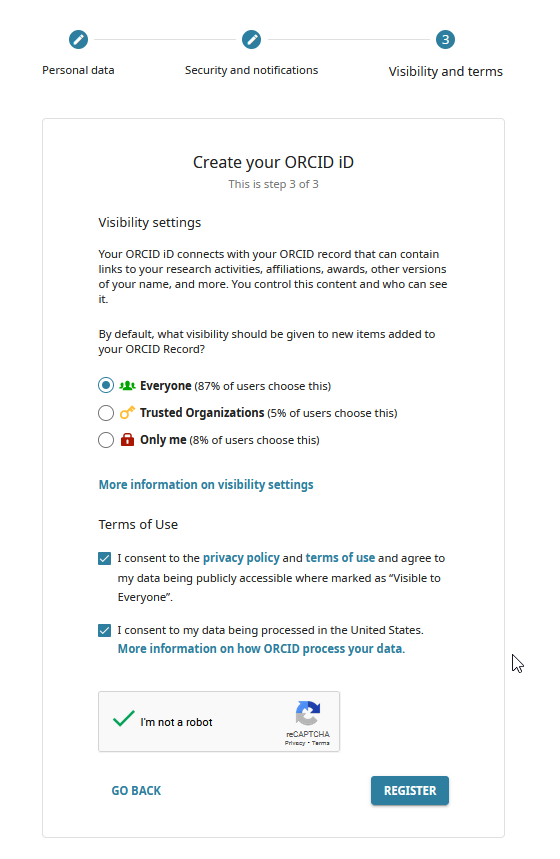 3
Personal data
Security and notifications
Visibility and terms
Create your ORCID iD
This is step 3 of 3
Visibility settings
Your ORCID iD connects with your ORCID record that can contain
links to your research activities, affiliations, awards, other versions
of your name, and more. You control this content and who can see
it.
By default, what visibility should be given to new items added to
your ORCID Record?
Everyone (87% of users choose this)
Trusted Organizations (5% of users choose this)
Only me (8% of users choose this)
More information on visibility settings
Terms of Use
I consent to the privacy policy and terms of use and agree to
my data being publicly accessible where marked as “Visible to
Everyone”.
I consent to my data being processed in the United States.
More information on how ORCID process your data.
I'm not a robot
reCAPTCHA
Privacy • Terms
GO BACK
REGISTER